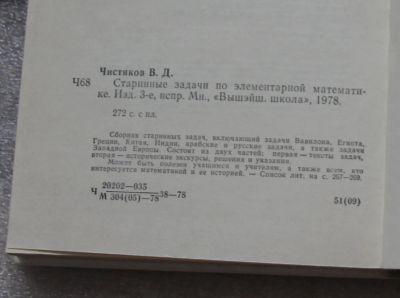 Чистяков В. Д.
Ч68 Старинные задачи по элементарной математи-
ке. Изд. 3-е, испр. Мн., «Вышэйш. школа», 1978.
272 с. с ил.
Сборник старинных задач, включающий задачи Вавилона, Египта,
Греции, Китая, Индии, арабские и русские задачи, а также задачи
Западной Европы. Состоит из двух частей: первая — тексты задач,
вторая — исторические экскурсы, решения и указания.
Может быть полезен учащимся и учителям, а также всем, кто
интересуется математикой и ее историей. — Список лит. на с. 267—269.
Ч 20202—035 38—78
М 304(05)—78
51(09)